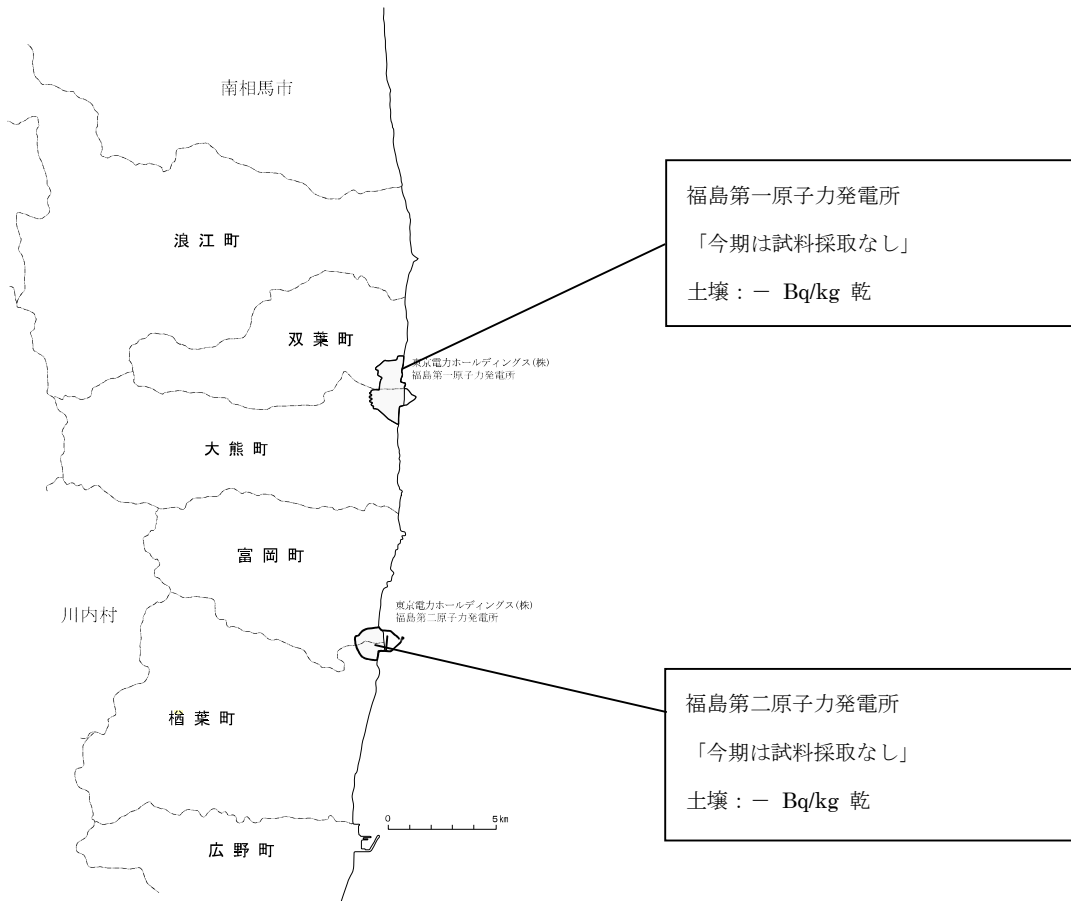 南相馬市
浪江町
双葉町
東京電力ホールディングス(株)
福島第一原子力発電所
大熊町
富岡町
川内村
東京電力ホールディングス(株)
福島第二原子力発電所
楢葉町
広野町
0 5km
福島第一原子力発電所
「今期は試料採取なし」
土壌：－ Bq/kg 乾
福島第二原子力発電所
「今期は試料採取なし」
土壌：－ Bq/kg 乾